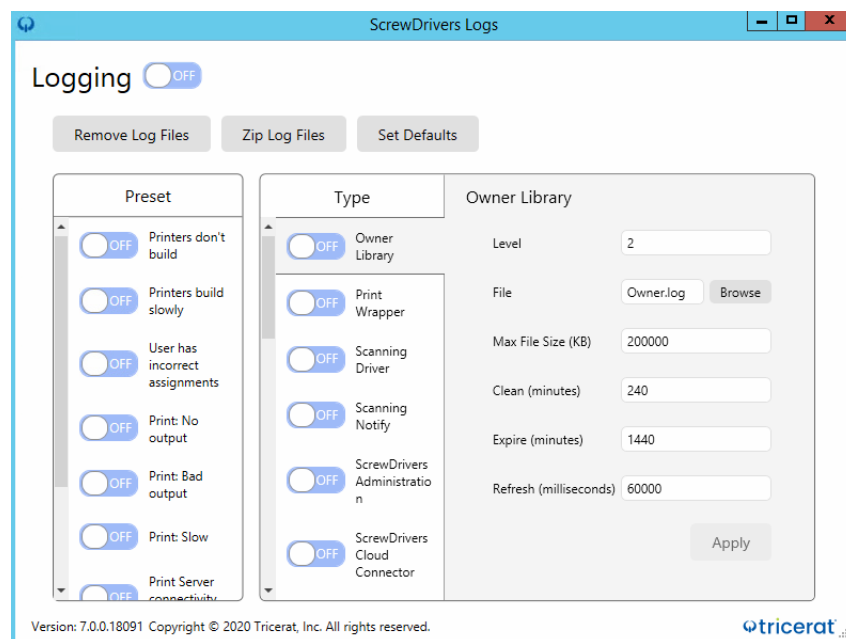 ScrewDrivers Logs
Logging OFF
Remove Log Files Zip Log Files Set Defaults
Preset
OFF Printers don't
build
OFF Printers build
slowly
OFF User has
incorrect
assignments
OFF Print: No
output
OFF Print: Bad
output
OFF Print: Slow
OFF Print Server
connectivity
Type
OFF Owner
Library
OFF Print
Wrapper
OFF Scanning
Driver
OFF Scanning
Notify
OFF ScrewDrivers
Administratio
n
OFF ScrewDrivers
Cloud
Connector
Owner Library
Level 2
File Owner.log Browse
Max File Size (KB) 200000
Clean (minutes) 240
Expire (minutes) 1440
Refresh (milliseconds) 60000
Apply
Version: 7.0.0.18091 Copyright © 2020 Tricerat, Inc. All rights reserved.
tricerat